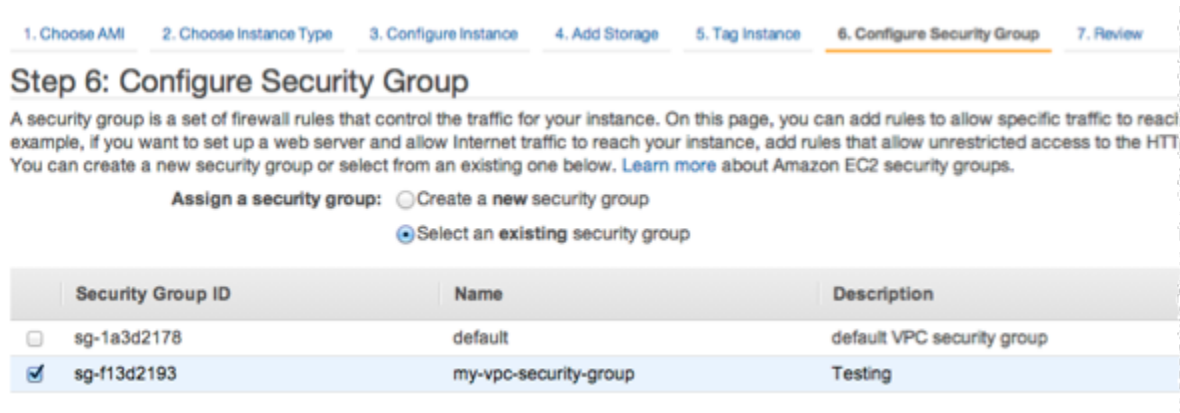 1. Choose AMI 2. Choose Instance Type 3. Configure Instance 4. Add Storage 5. Tag Instance 6. Configure Security Group 7. Review
Step 6: Configure Security Group
A security group is a set of firewall rules that control the traffic for your instance. On this page, you can add rules to allow specific traffic to
example, if you want to set up a web server and allow Internet traffic to reach your instance, add rules that allow unrestricted access to the
You can create a new security group or select from an existing one below. Learn more about Amazon EC2 security groups.
Assign a security group: Create a new security group
Select an existing security group
Security Group ID Name Description
sg-1a3d2178 default default VPC security group
sg-f13d2193 my-vpc-security-group Testing